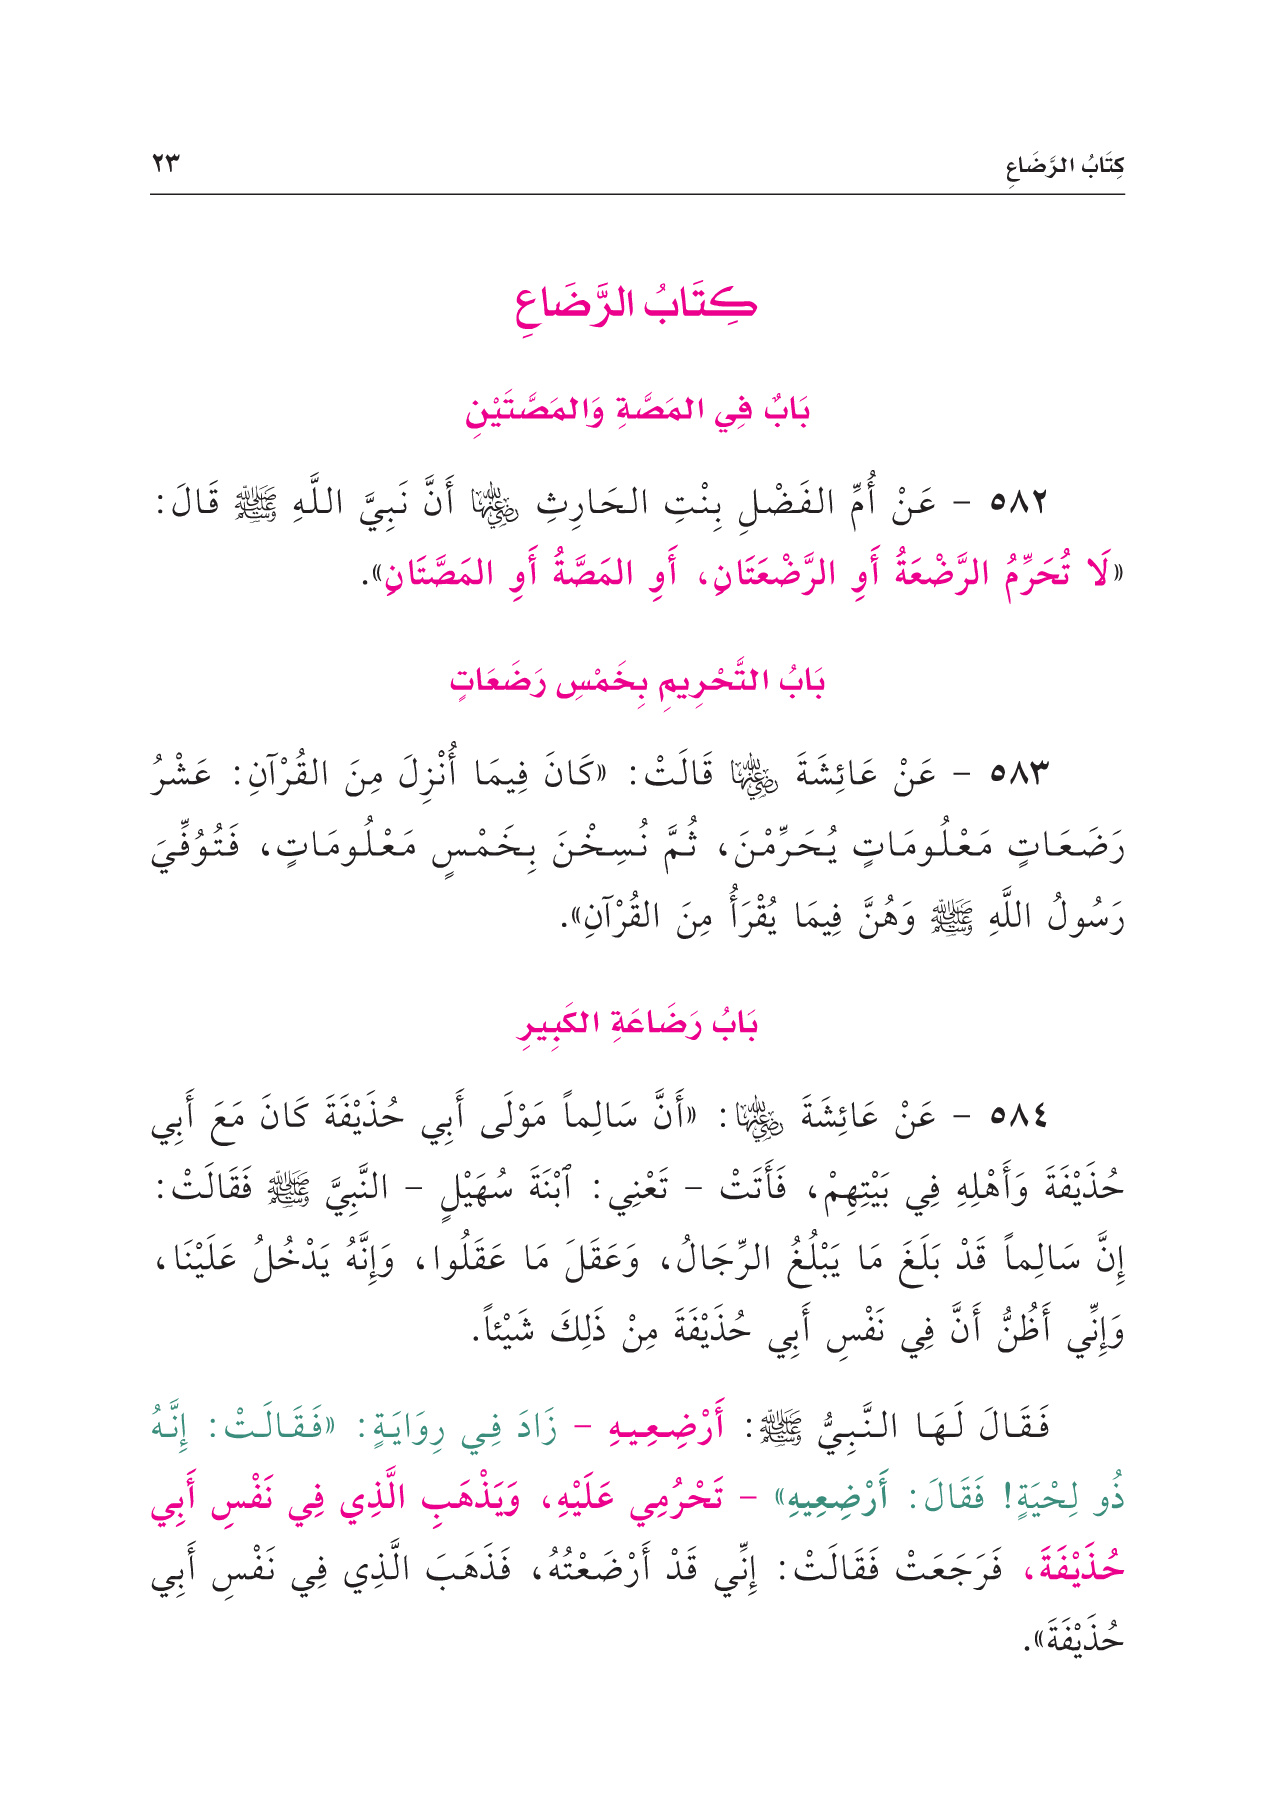 كِتَابُ الرَّضَاعِ ٢٣
كِتَابُ الرَّضَاعِ
بَابٌ فِي المَصَّةِ وَالمَصَّتَيْنِ
٥٨٢ - عَنْ أُمِّ الفَضْلِ بِنْتِ الحَارِثِ رضي الله عنها أَنَّ نَبِيَّ اللَّهِ ﷺ قَالَ:
«لَا تُحَرِّمُ الرَّضْعَةُ أَوِ الرَّضْعَتَانِ، أَوِ المَصَّةُ أَوِ المَصَّتَانِ».
بَابُ التَّحْرِيمِ بِخَمْسِ رَضَعَاتٍ
٥٨٣ - عَنْ عَائِشَةَ رضي الله عنها قَالَتْ: «كَانَ فِيمَا أُنْزِلَ مِنَ القُرْآنِ: عَشْرُ
رَضَعَاتٍ مَعْلُومَاتٍ يُحَرِّمْنَ، ثُمَّ نُسِخْنَ بِخَمْسٍ مَعْلُومَاتٍ، فَتُوُفِّيَ
رَسُولُ اللَّهِ ﷺ وَهُنَّ فِيمَا يُقْرَأُ مِنَ القُرْآنِ».
بَابُ رَضَاعَةِ الكَبِيرِ
٥٨٤ - عَنْ عَائِشَةَ رضي الله عنها: «أَنَّ سَالِماً مَوْلَى أَبِي حُذَيْفَةَ كَانَ مَعَ أَبِي
حُذَيْفَةَ وَأَهْلِهِ فِي بَيْتِهِمْ، فَأَتَتْ - تَعْنِي: ٱبْنَةَ سُهَيْلٍ - النَّبِيَّ ﷺ فَقَالَتْ:
إِنَّ سَالِماً قَدْ بَلَغَ مَا يَبْلُغُ الرِّجَالُ، وَعَقَلَ مَا عَقَلُوا، وَإِنَّهُ يَدْخُلُ عَلَيْنَا،
وَإِنِّي أَظُنُّ أَنَّ فِي نَفْسِ أَبِي حُذَيْفَةَ مِنْ ذَلِكَ شَيْئاً.
فَقَالَ لَهَا النَّبِيُّ ﷺ: أَرْضِعِيهِ - زَادَ فِي رِوَايَةٍ: «فَقَالَتْ: إِنَّهُ
ذُو لِحْيَةٍ! فَقَالَ: أَرْضِعِيهِ» - تَحْرُمِي عَلَيْهِ، وَيَذْهَبِ الَّذِي فِي نَفْسِ أَبِي
حُذَيْفَةَ، فَرَجَعَتْ فَقَالَتْ: إِنِّي قَدْ أَرْضَعْتُهُ، فَذَهَبَ الَّذِي فِي نَفْسِ أَبِي
حُذَيْفَةَ».